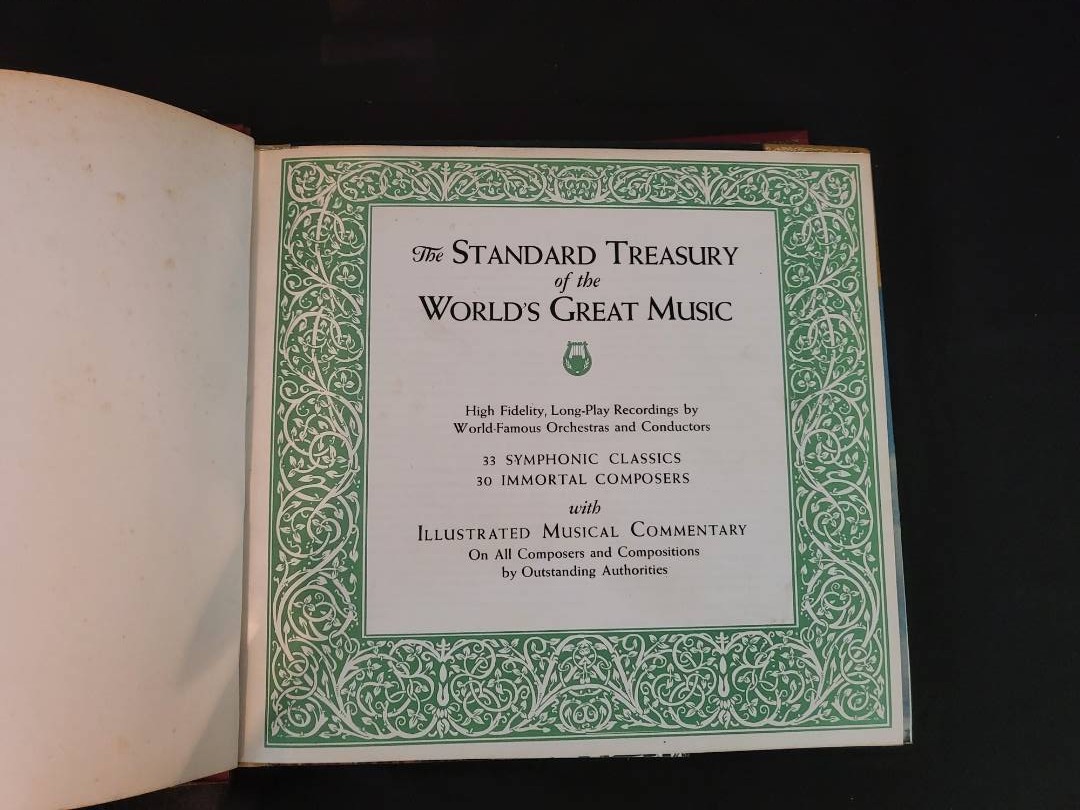 The STANDARD TREASURY
of the
WORLD'S GREAT MUSIC
High Fidelity, Long-Play Recordings by
World-Famous Orchestras and Conductors
33 SYMPHONIC CLASSICS
30 IMMORTAL COMPOSERS
with
ILLUSTRATED MUSICAL COMMENTARY
On All Composers and Compositions
by Outstanding Authorities